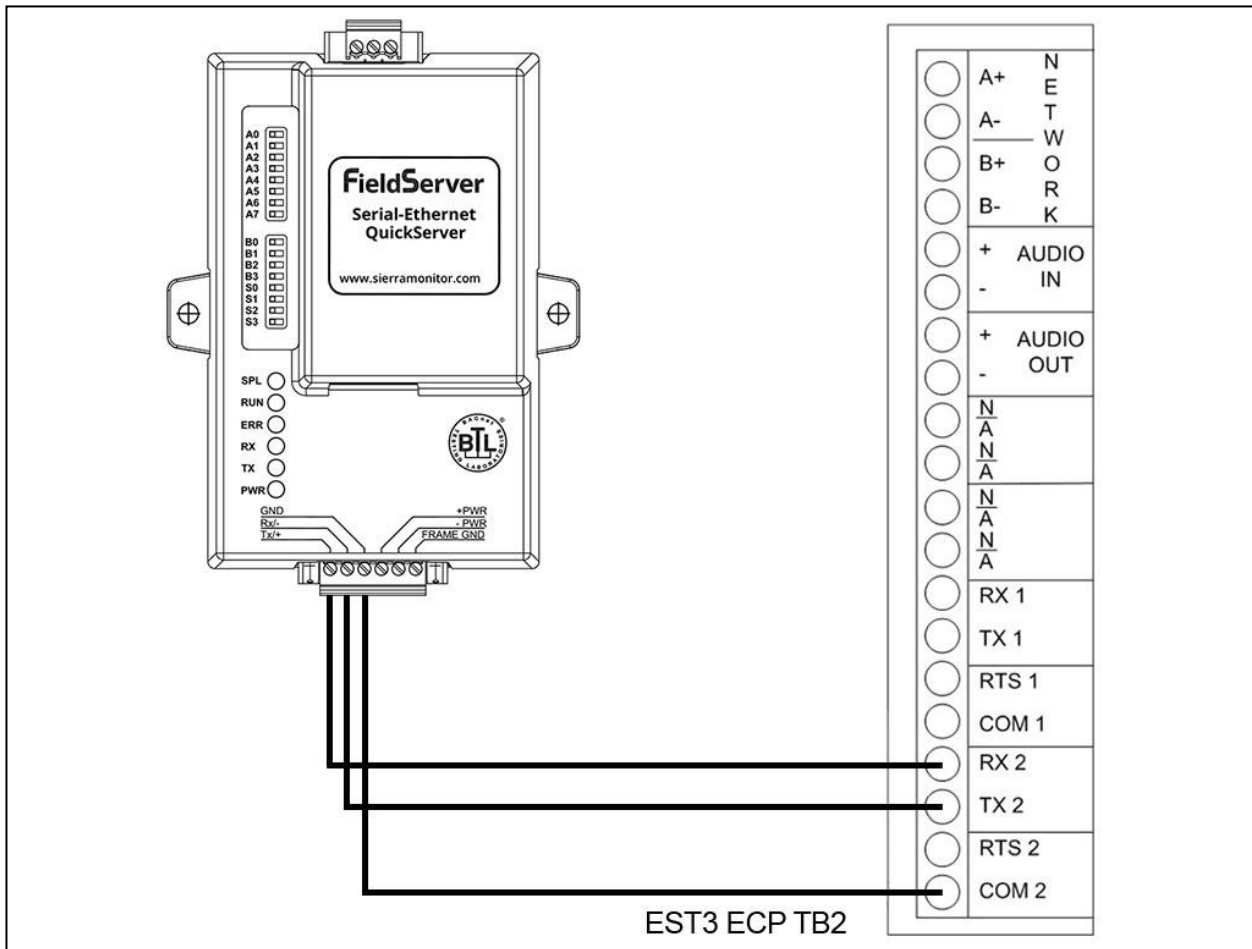 A0
A1
A2
A3
A4
A5
A6
A7
B0
B1
B2
B3
S0
S1
S2
S3
FieldServer
Serial-Ethernet
QuickServer
www.sierramonitor.com
SPL
RUN
ERR
RX
TX
PWR
BTL
GND
Rx/-
Tx/+
+PWR
- PWR
FRAME GND
A+
A-
B+
B-
NETWORK
+
-
AUDIO
IN
+
-
AUDIO
OUT
N
A
N
A
N
A
N
A
RX 1
TX 1
RTS 1
COM 1
RX 2
TX 2
RTS 2
COM 2
EST3 ECP TB2